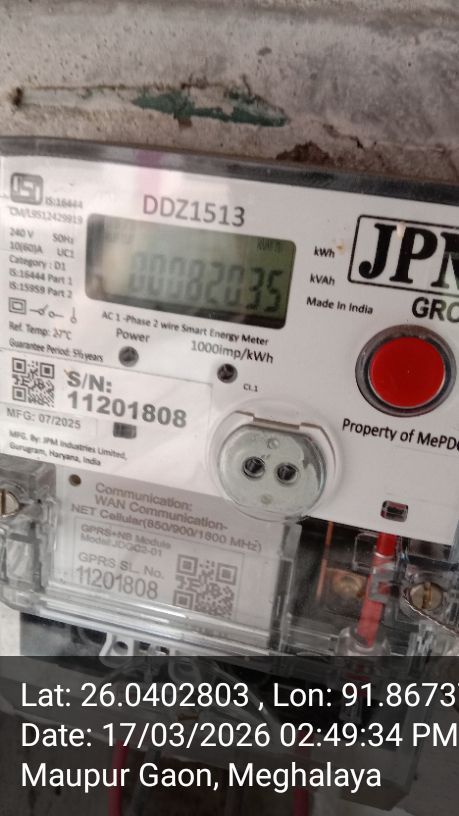 IS:16444
CM/L9512429919
DDZ1513
240 V 50Hz
10(60)A UC1
Category : D1
IS:16444 Part 1
IS:15959 Part 2
00082035
kWh
kVAh
Made In India
JPM
GRO
Ref. Temp: 27°C
Guarantee Period: 5½ years
AC 1 -Phase 2 wire Smart Energy Meter
Power
1000imp/kWh
Cl.1
S/N:
11201808
MFG: 07/2025
MFG. By: JPM Industries Limited,
Gurugram, Haryana, India
Property of MePD
Communication:
WAN Communication-
NET Cellular(850/900/1800 MHz)
GPRS+NB Module
GPRS SL. No.
11201808
Lat: 26.0402803 , Lon: 91.8673
Date: 17/03/2026 02:49:34 PM
Maupur Gaon, Meghalaya